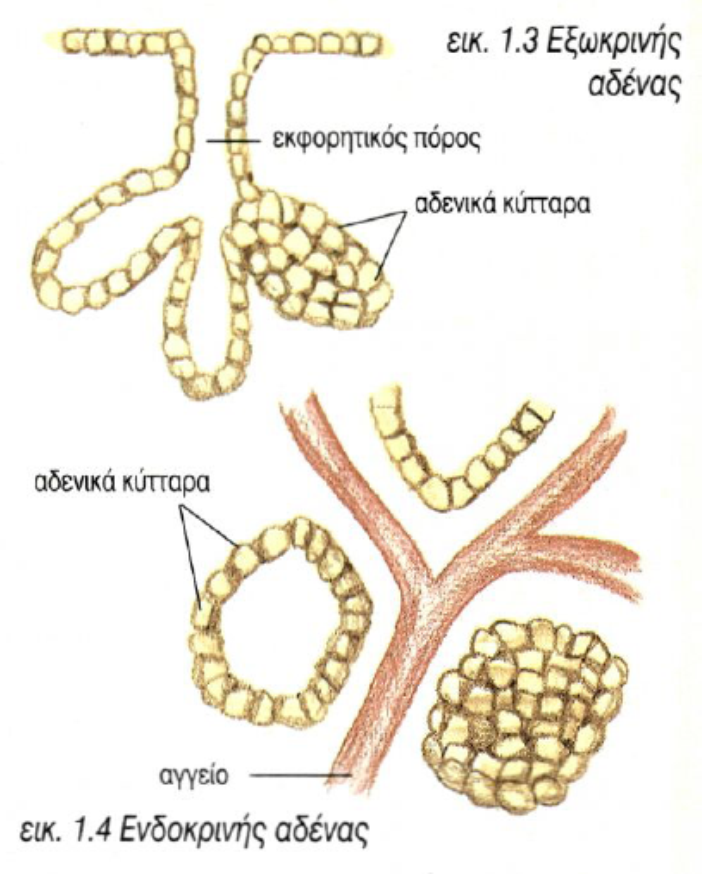 εικ. 1.3 Εξωκρινής
αδένας
εκφορητικός πόρος
αδενικά κύτταρα
αδενικά κύτταρα
αγγείο
εικ. 1.4 Ενδοκρινής αδένας